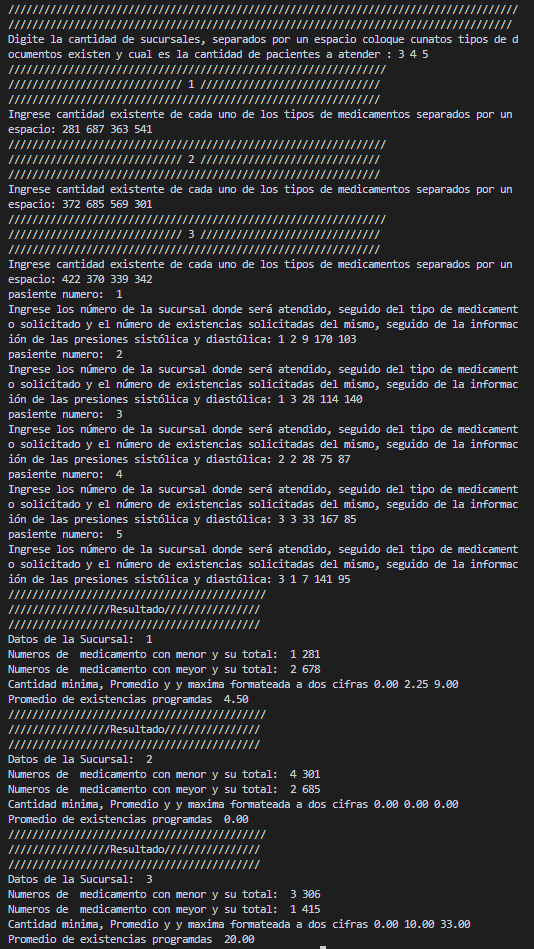 //////////////////////////////////////////////////////////////////////////////////////
/////////////////////////////////////////////////////////////////////////////////////
Digite la cantidad de sucursales, separados por un espacio coloque cunatos tipos de d
ocumentos existen y cual es la cantidad de pacientes a atender : 3 4 5
///////////////////////////////////////////////////////////////
///////////////////////////// 1 //////////////////////////////
//////////////////////////////////////////////////////////////
Ingrese cantidad existente de cada uno de los tipos de medicamentos separados por un
espacio: 281 687 363 541
///////////////////////////////////////////////////////////////
///////////////////////////// 2 //////////////////////////////
//////////////////////////////////////////////////////////////
Ingrese cantidad existente de cada uno de los tipos de medicamentos separados por un
espacio: 372 685 569 301
///////////////////////////////////////////////////////////////
///////////////////////////// 3 //////////////////////////////
//////////////////////////////////////////////////////////////
Ingrese cantidad existente de cada uno de los tipos de medicamentos separados por un
espacio: 422 370 339 342
pasiente numero:  1
Ingrese los número de la sucursal donde será atendido, seguido del tipo de medicament
o solicitado y el número de existencias solicitadas del mismo, seguido de la informac
ión de las presiones sistólica y diastólica: 1 2 9 170 103
pasiente numero:  2
Ingrese los número de la sucursal donde será atendido, seguido del tipo de medicament
o solicitado y el número de existencias solicitadas del mismo, seguido de la informac
ión de las presiones sistólica y diastólica: 1 3 28 114 140
pasiente numero:  3
Ingrese los número de la sucursal donde será atendido, seguido del tipo de medicament
o solicitado y el número de existencias solicitadas del mismo, seguido de la informac
ión de las presiones sistólica y diastólica: 2 2 28 75 87
pasiente numero:  4
Ingrese los número de la sucursal donde será atendido, seguido del tipo de medicament
o solicitado y el número de existencias solicitadas del mismo, seguido de la informac
ión de las presiones sistólica y diastólica: 3 3 33 167 85
pasiente numero:  5
Ingrese los número de la sucursal donde será atendido, seguido del tipo de medicament
o solicitado y el número de existencias solicitadas del mismo, seguido de la informac
ión de las presiones sistólica y diastólica: 3 1 7 141 95
///////////////////////////////////////////
/////////////////Resultado////////////////
//////////////////////////////////////////
Datos de la Sucursal:  1
Numeros de  medicamento con menor y su total:  1 281
Numeros de  medicamento con meyor y su total:  2 678
Cantidad minima, Promedio y y maxima formateada a dos cifras 0.00 2.25 9.00
Promedio de existencias programdas  4.50
///////////////////////////////////////////
/////////////////Resultado////////////////
//////////////////////////////////////////
Datos de la Sucursal:  2
Numeros de  medicamento con menor y su total:  4 301
Numeros de  medicamento con meyor y su total:  2 685
Cantidad minima, Promedio y y maxima formateada a dos cifras 0.00 0.00 0.00
Promedio de existencias programdas  0.00
///////////////////////////////////////////
/////////////////Resultado////////////////
//////////////////////////////////////////
Datos de la Sucursal:  3
Numeros de  medicamento con menor y su total:  3 306
Numeros de  medicamento con meyor y su total:  1 415
Cantidad minima, Promedio y y maxima formateada a dos cifras 0.00 10.00 33.00
Promedio de existencias programdas  20.00